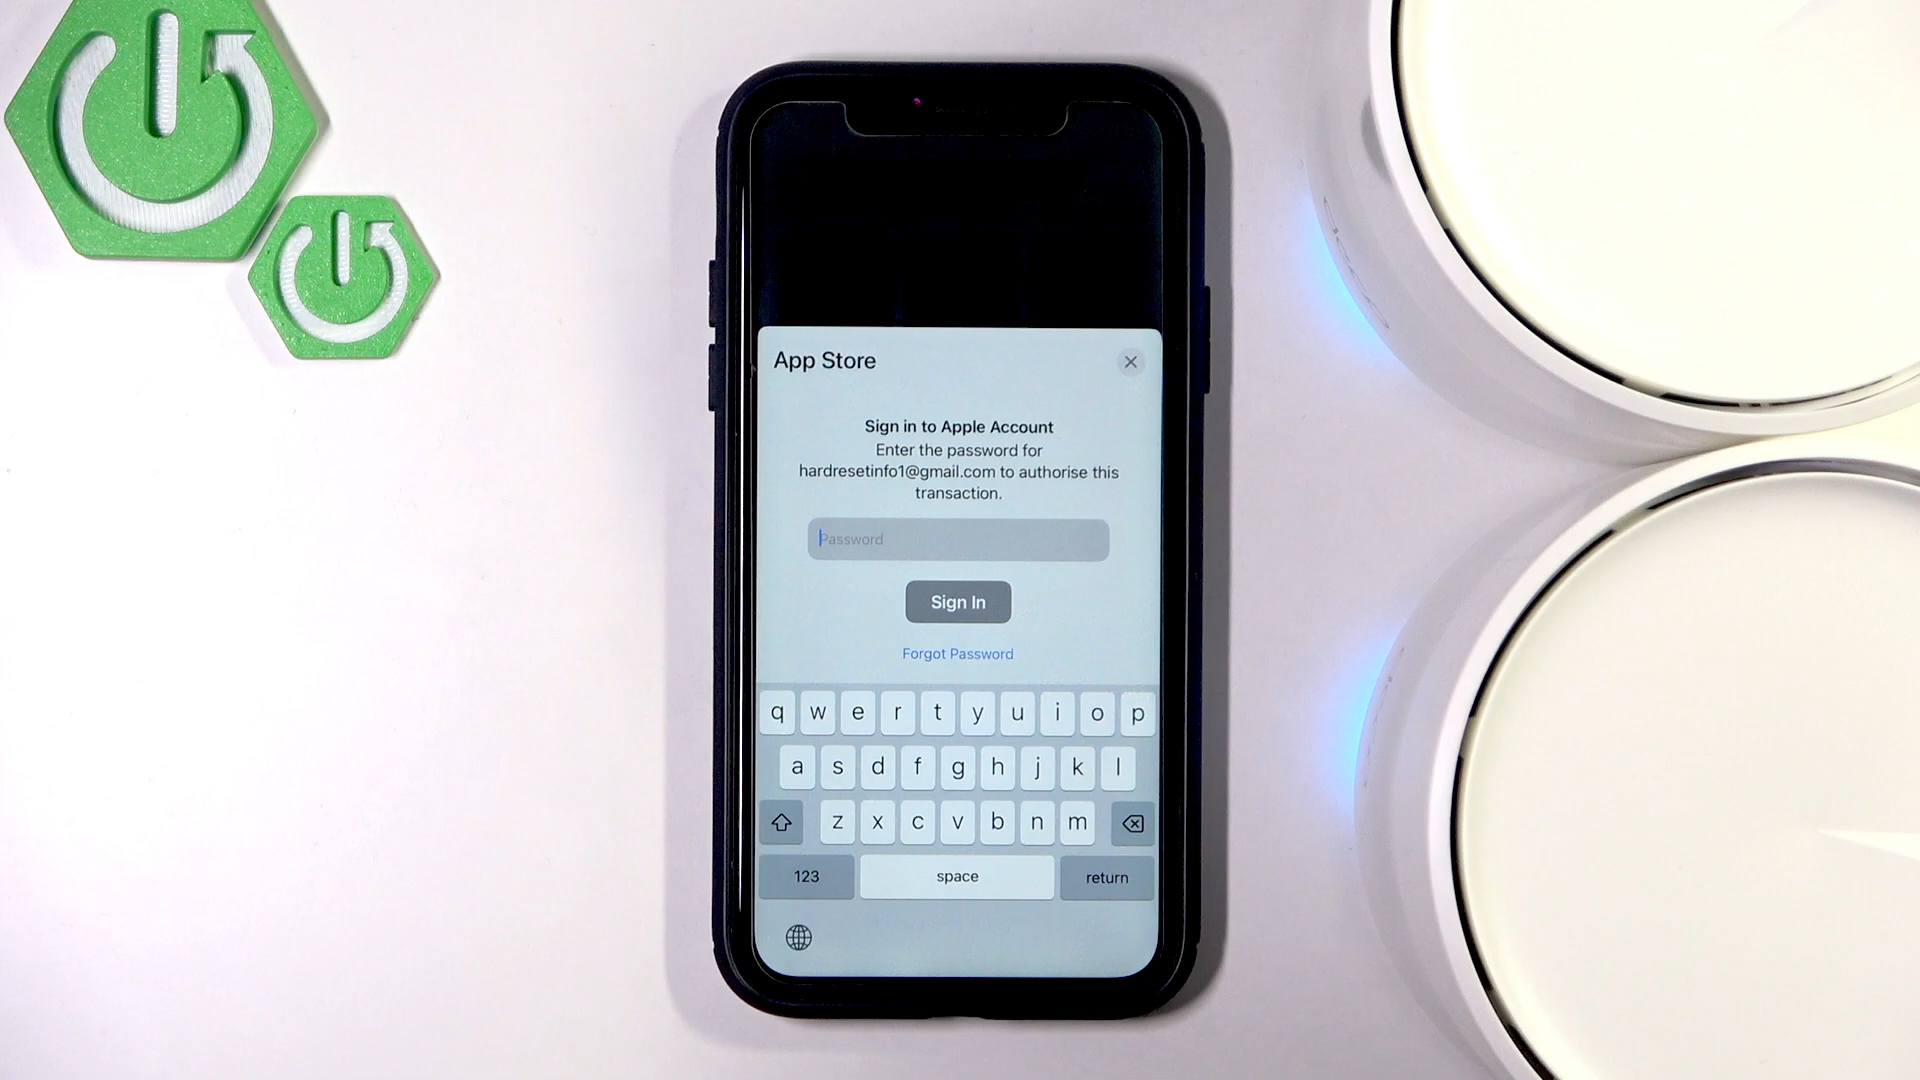 App Store
Sign in to Apple Account
Enter the password for
hardresetinfo1@gmail.com to authorise this
transaction.
Password
Sign In
Forgot Password
q w e r t y u i o p
a s d f g h j k l
z x c v b n m
123 space return